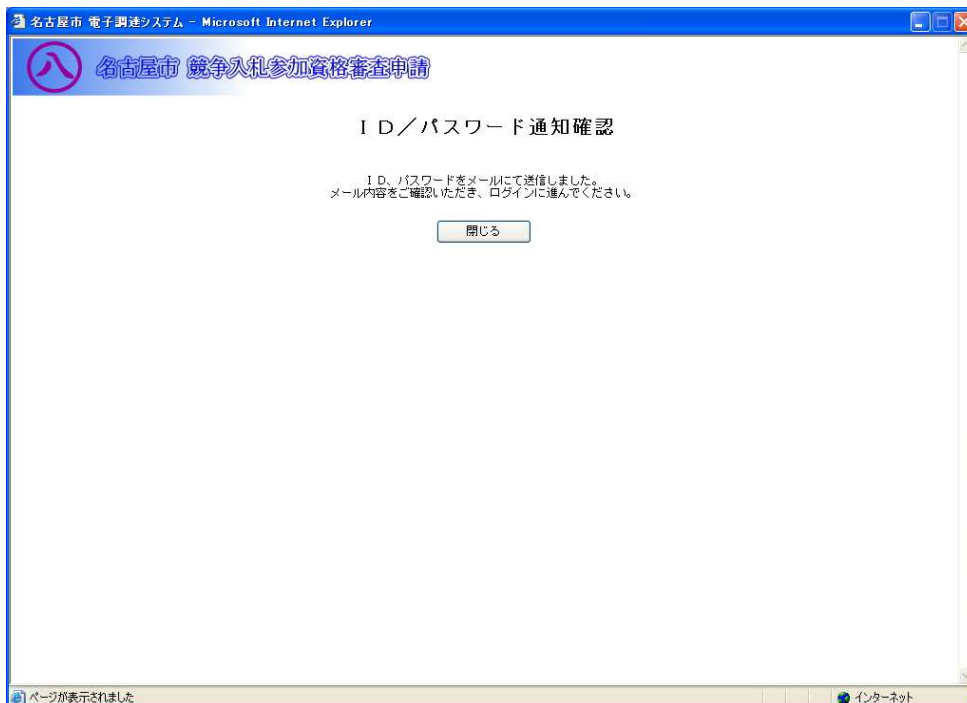 名古屋市 電子調達システム - Microsoft Internet Explorer
八 名古屋市 競争入札参加資格審査申請
ＩＤ／パスワード通知確認
ＩＤ、パスワードをメールにて送信しました。
メール内容をご確認いただき、ログインに進んでください。
閉じる
ページが表示されました
インターネット